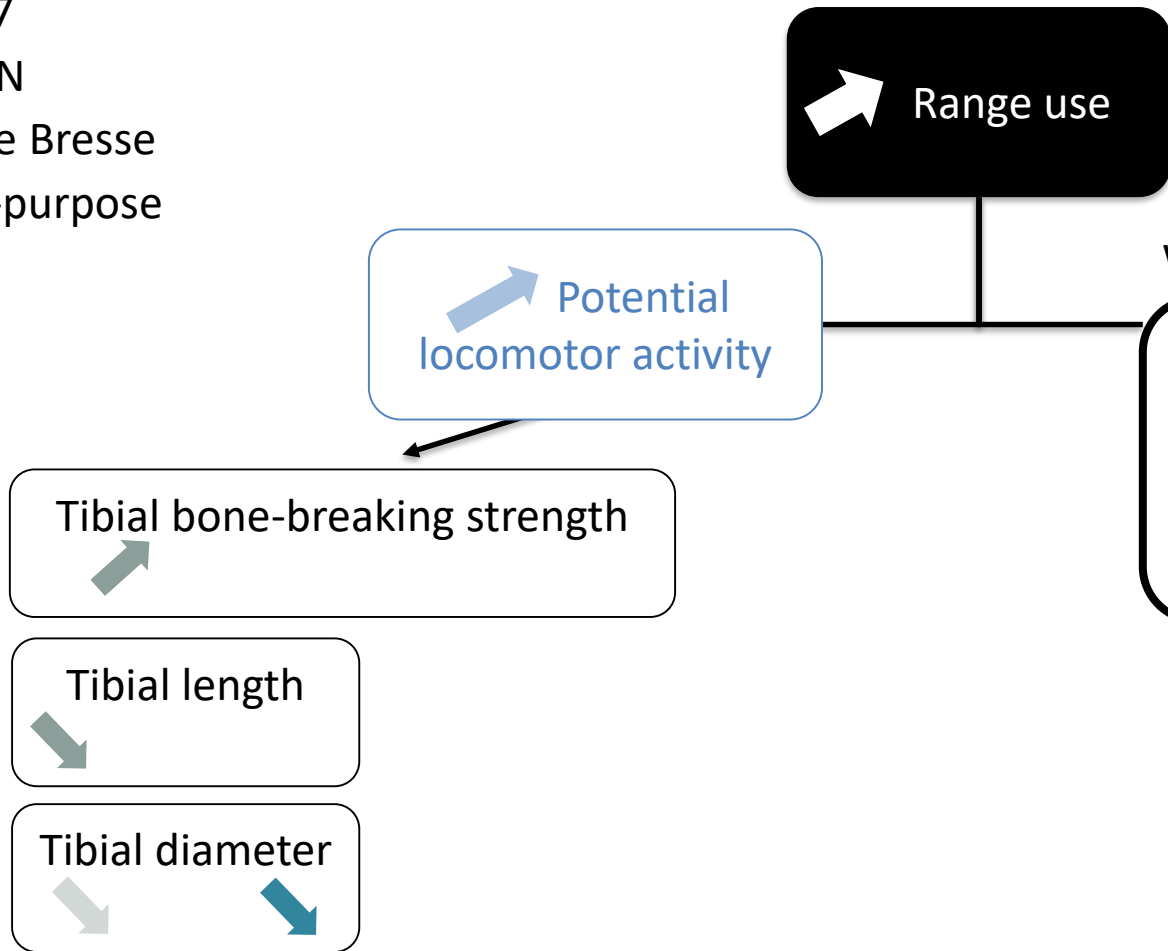 N
e Bresse
-purpose
Range use
Potential
locomotor activity
Tibial bone-breaking strength
Tibial length
Tibial diameter